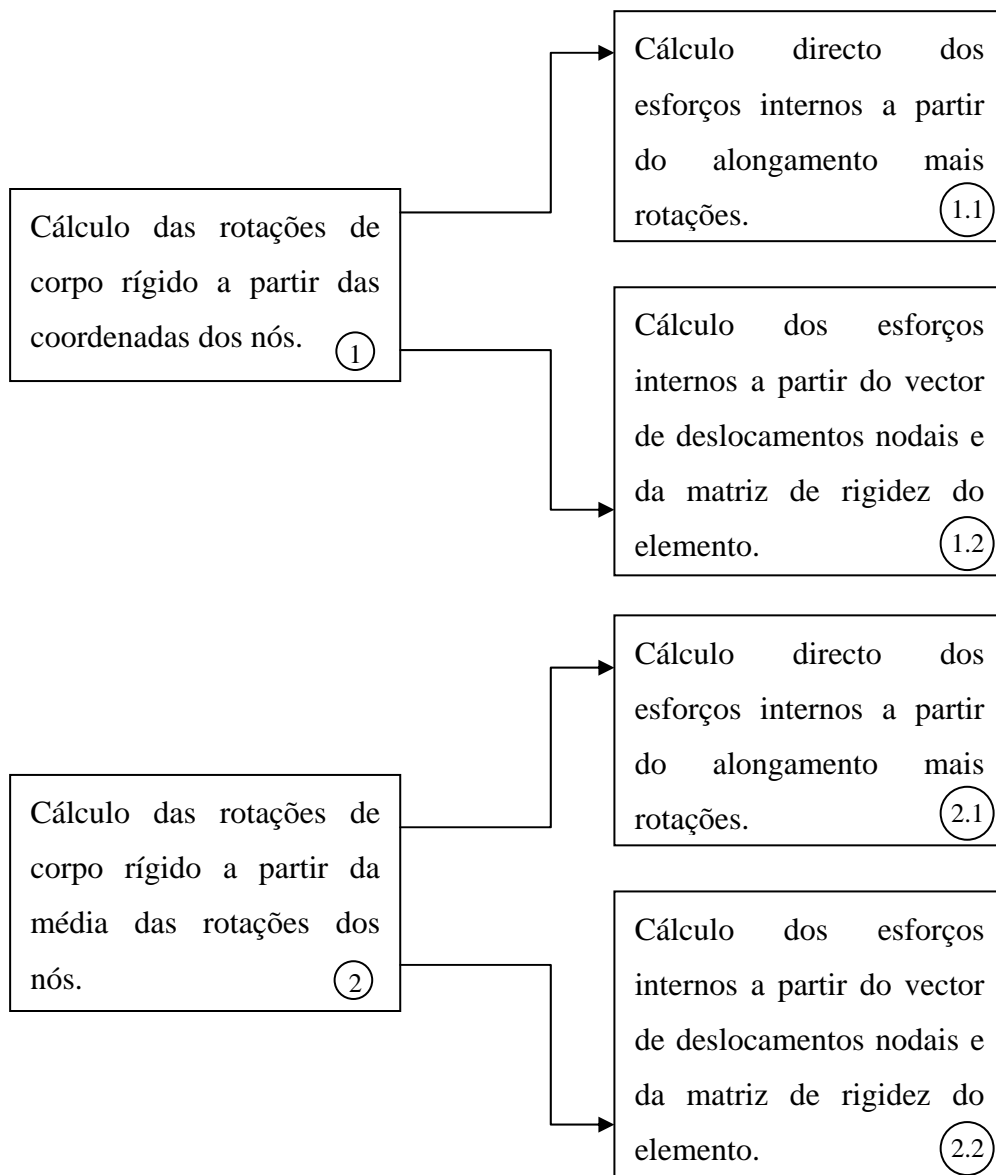 Cálculo das rotações de
corpo rígido a partir das
coordenadas dos nós.
1
Cálculo directo dos
esforços internos a partir
do alongamento mais
rotações.
1.1
Cálculo dos esforços
internos a partir do vector
de deslocamentos nodais e
da matriz de rigidez do
elemento.
1.2
Cálculo das rotações de
corpo rígido a partir da
média das rotações dos
nós.
2
Cálculo directo dos
esforços internos a partir
do alongamento mais
rotações.
2.1
Cálculo dos esforços
internos a partir do vector
de deslocamentos nodais e
da matriz de rigidez do
elemento.
2.2